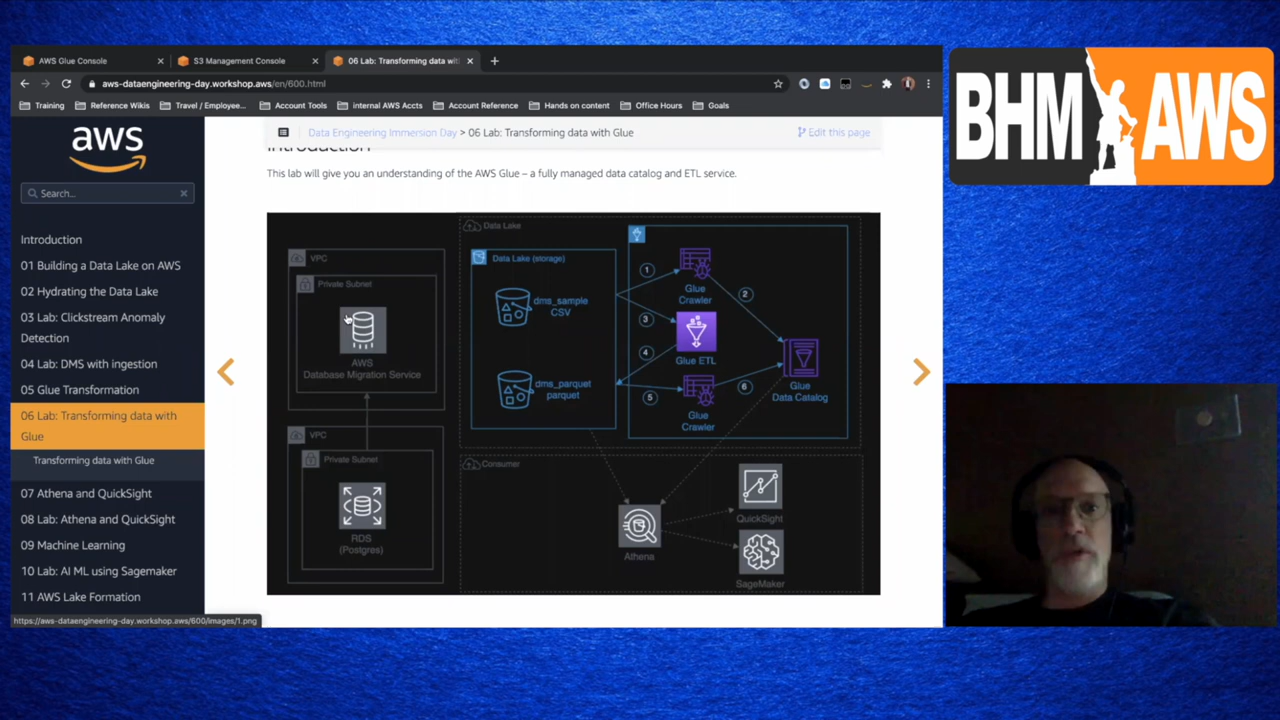 AWS Glue Console
S3 Management Console
06 Lab: Transforming data wit
aws-dataengineering-day.workshop.aws/en/600.html
Training
Reference Wikis
Travel / Employee...
Account Tools
internal AWS Accts
Account Reference
Hands on content
Office Hours
Goals
aws
Search...
Introduction
01 Building a Data Lake on AWS
02 Hydrating the Data Lake
03 Lab: Clickstream Anomaly
Detection
04 Lab: DMS with ingestion
05 Glue Transformation
06 Lab: Transforming data with
Glue
Transforming data with Glue
07 Athena and QuickSight
08 Lab: Athena and QuickSight
09 Machine Learning
10 Lab: AI ML using Sagemaker
11 AWS Lake Formation
https://aws-dataengineering-day.workshop.aws/600/images/1.png
Data Engineering Immersion Day > 06 Lab: Transforming data with Glue
Edit this page
Introduction
This lab will give you an understanding of the AWS Glue – a fully managed data catalog and ETL service.
VPC
Private Subnet
AWS
Database Migration Service
VPC
Private Subnet
RDS
(Postgres)
Data Lake
Data Lake (storage)
dms_sample
CSV
dms_parquet
parquet
1
Glue
Crawler
2
3
Glue ETL
4
5
Glue
Crawler
6
Glue
Data Catalog
Consumer
Athena
QuickSight
SageMaker
BHM AWS